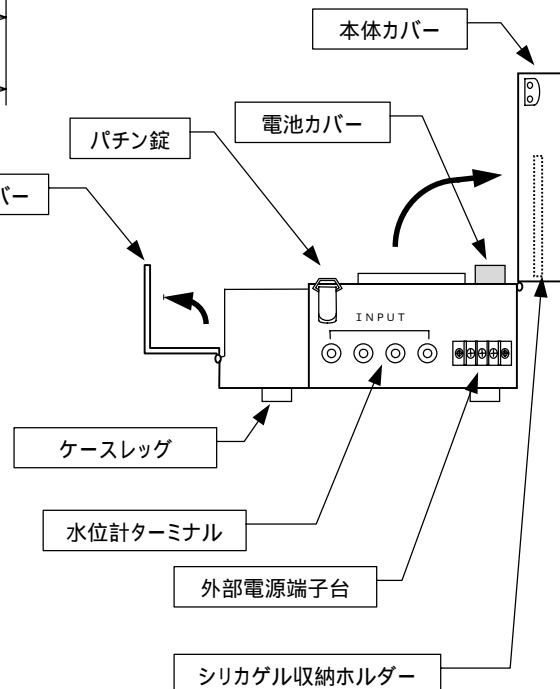 本体カバー
電池カバー
パチン錠
バー
INPUT
ケースレッグ
水位計ターミナル
外部電源端子台
シリカゲル収納ホルダー